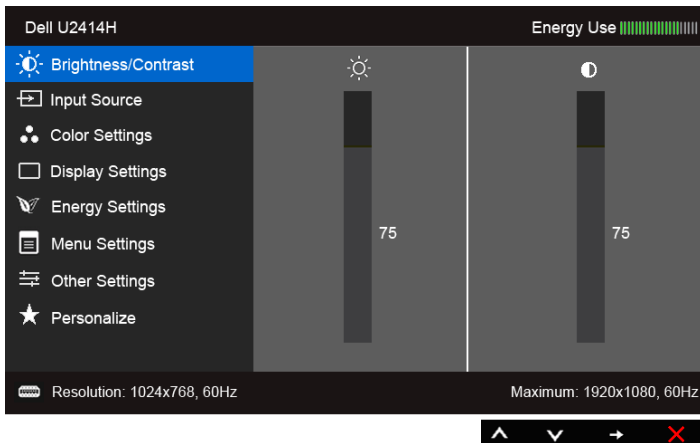 Dell U2414H
Energy Use
Brightness/Contrast
Input Source
Color Settings
Display Settings
Energy Settings
Menu Settings
Other Settings
Personalize
75
75
Resolution: 1024x768, 60Hz
Maximum: 1920x1080, 60Hz